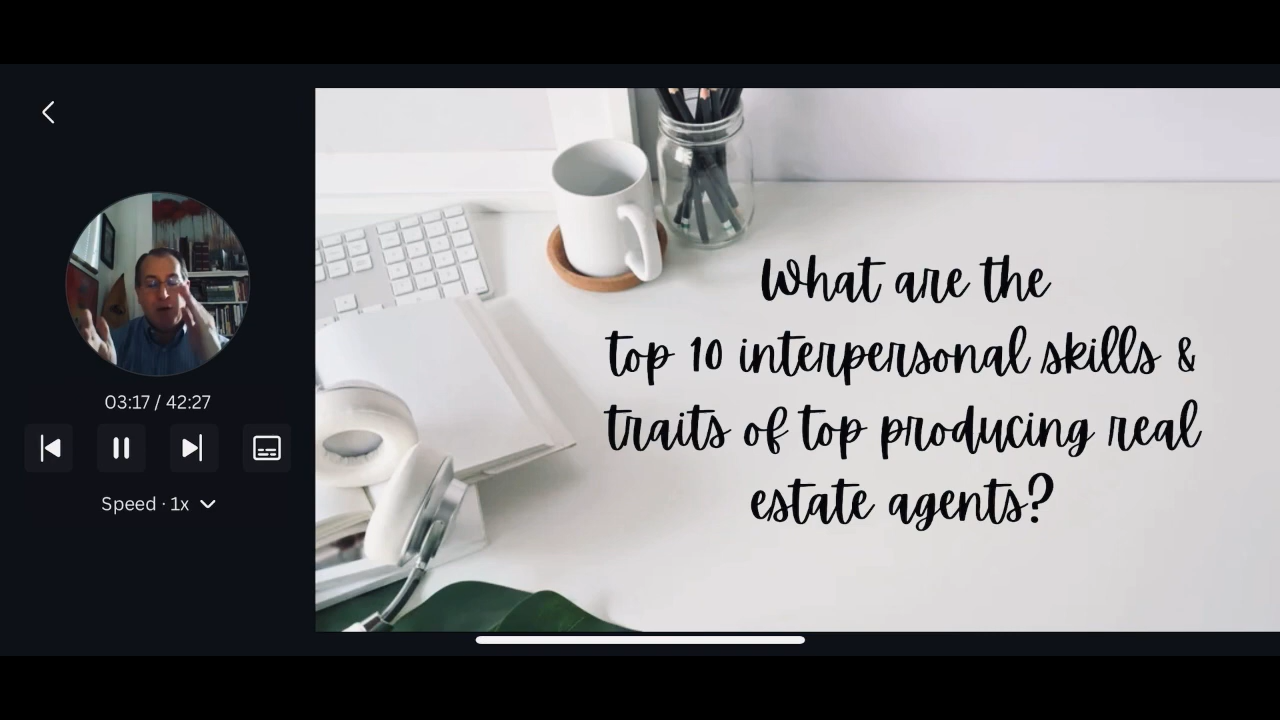 03:17 / 42:27
Speed · 1x
What are the
top 10 interpersonal skills &
traits of top producing real
estate agents?